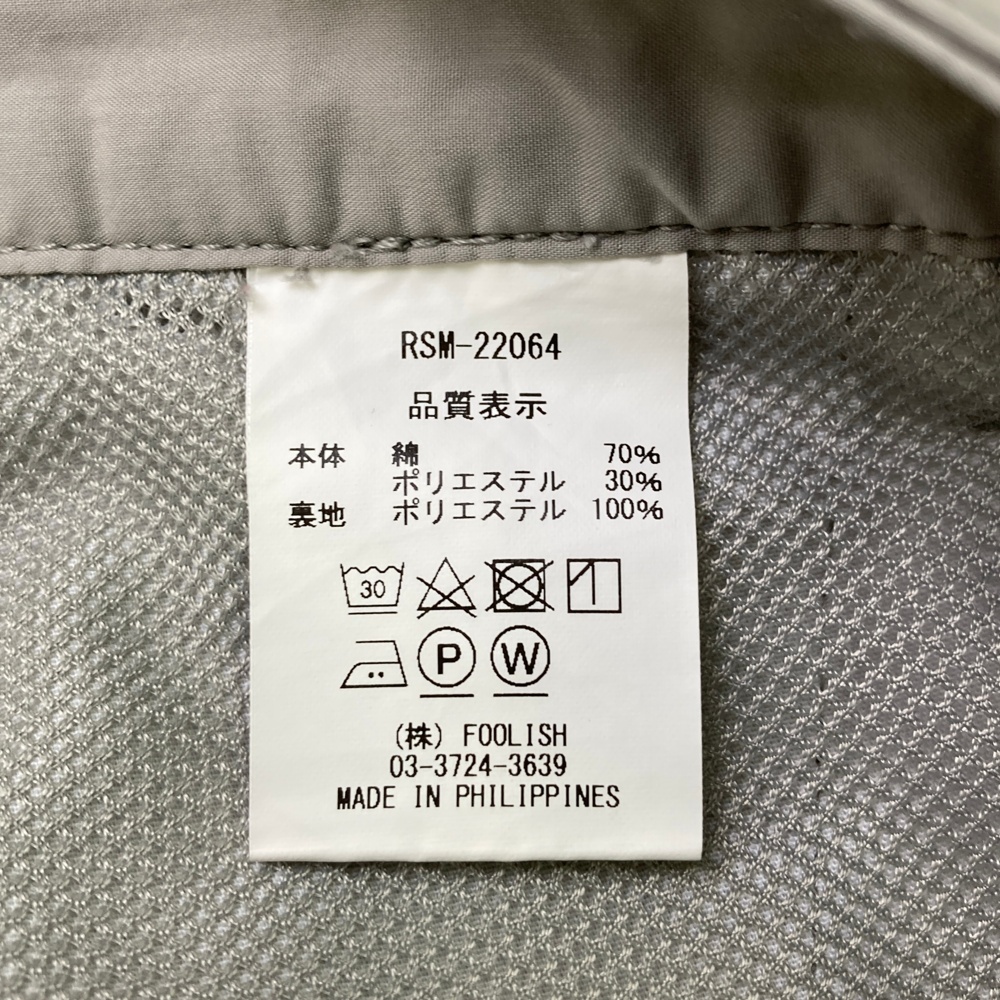 RSM-22064
品質表示
本体 綿 70%
ポリエステル 30%
裏地 ポリエステル 100%
30
P W
(株) FOOLISH
03-3724-3639
MADE IN PHILIPPINES